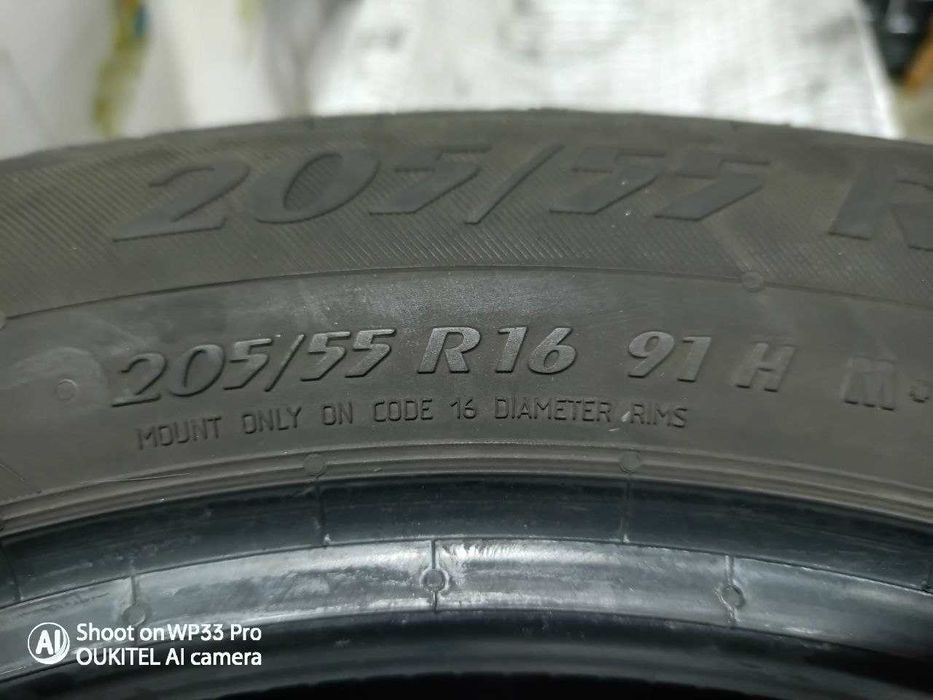 205/55 R
205/55 R16 91 H M+
MOUNT ONLY ON CODE 16 DIAMETER RIMS
AI Shoot on WP33 Pro
OUKITEL AI camera